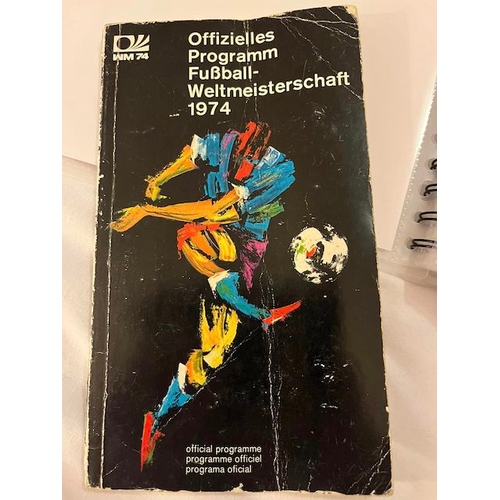 WM 74
Offizielles
Programm
Fußball-
Weltmeisterschaft
1974
official programme
programme officiel
programa oficial